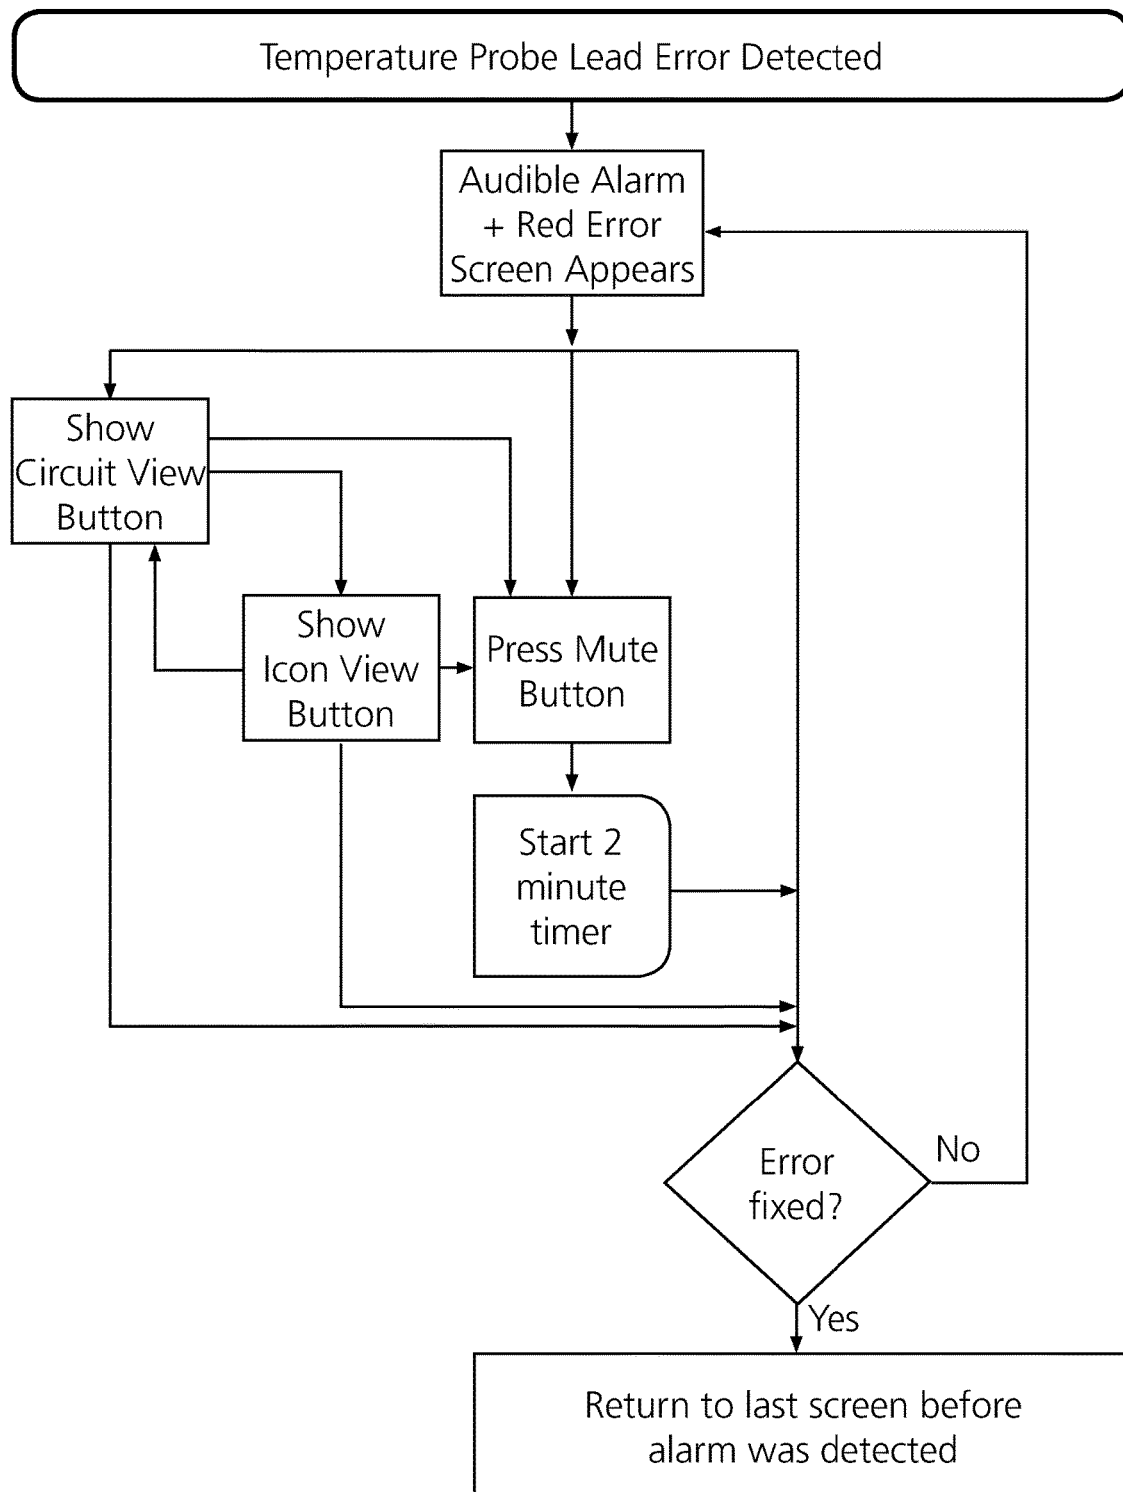 Temperature Probe Lead Error Detected
Audible Alarm
+ Red Error
Screen Appears
Show
Circuit View
Button
Show
Icon View
Button
Press Mute
Button
Start 2
minute
timer
Error
fixed?
No
Yes
Return to last screen before
alarm was detected